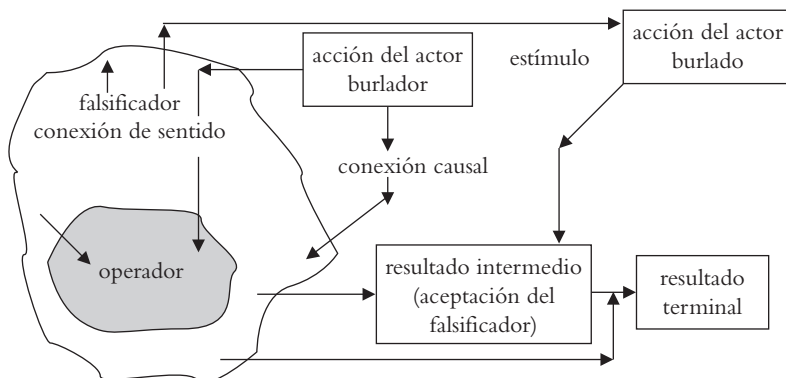 acción del actor
burlador
estímulo
acción del actor
burlado
falsificador
conexión de sentido
conexión causal
operador
resultado intermedio
(aceptación del
falsificador)
resultado
terminal